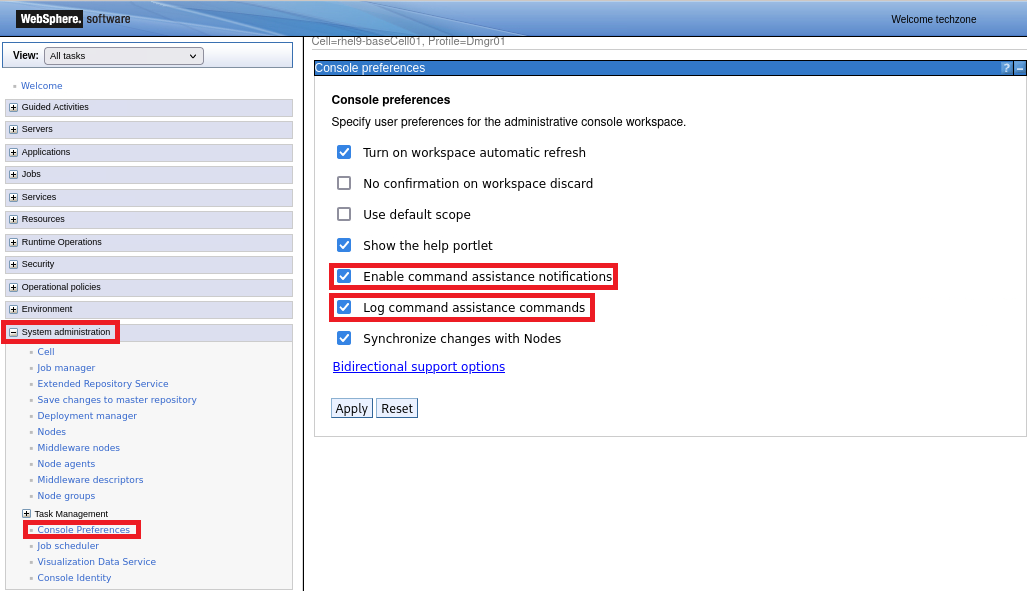 WebSphere. software
Welcome techzone
View: All tasks
Welcome
Guided Activities
Servers
Applications
Jobs
Services
Resources
Runtime Operations
Security
Operational policies
Environment
System administration
Cell
Job manager
Extended Repository Service
Save changes to master repository
Deployment manager
Nodes
Middleware nodes
Node agents
Middleware descriptors
Node groups
Task Management
Console Preferences
Job scheduler
Visualization Data Service
Console Identity
Cell=rhel9-baseCell01, Profile=Dmgr01
Console preferences
?
Console preferences
Specify user preferences for the administrative console workspace.
Turn on workspace automatic refresh
No confirmation on workspace discard
Use default scope
Show the help portlet
Enable command assistance notifications
Log command assistance commands
Synchronize changes with Nodes
Bidirectional support options
Apply Reset